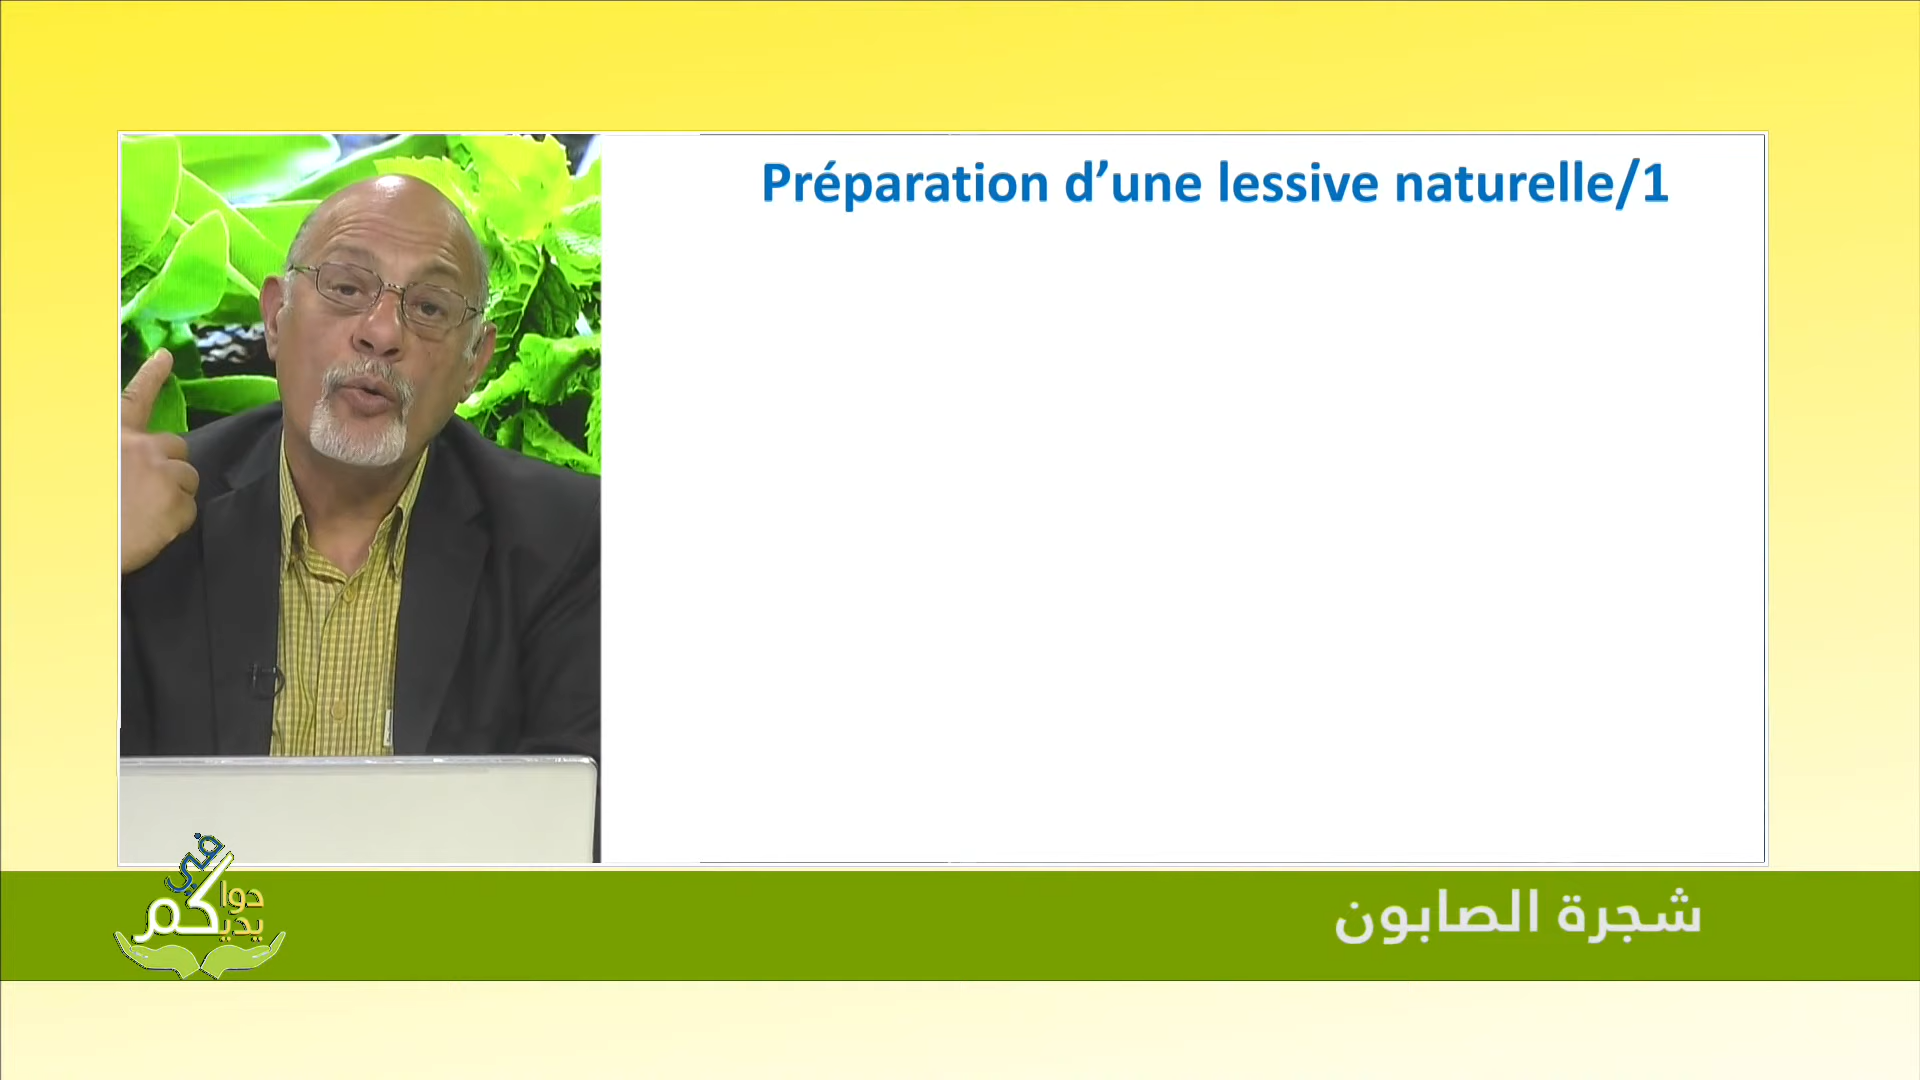 Préparation d’une lessive naturelle/1
شجرة الصابون
دواكم في يديكم